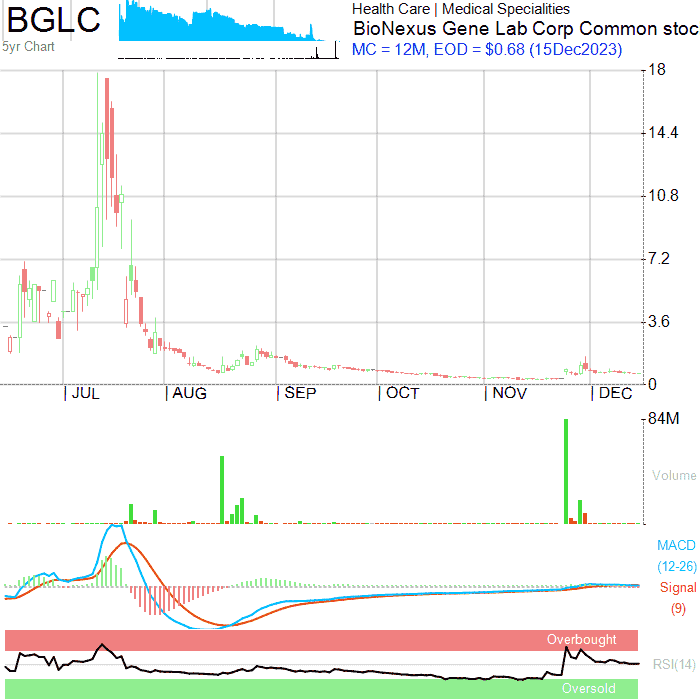 BGLC
5yr Chart
Health Care | Medical Specialities
BioNexus Gene Lab Corp Common stoc
MC = 12M, EOD = $0.68 (15Dec2023)
18
14.4
10.8
7.2
3.6
0
| JUL | AUG | SEP | OCT | NOV | DEC
84M
Volume
MACD
(12-26)
Signal
(9)
Overbought
RSI(14)
Oversold